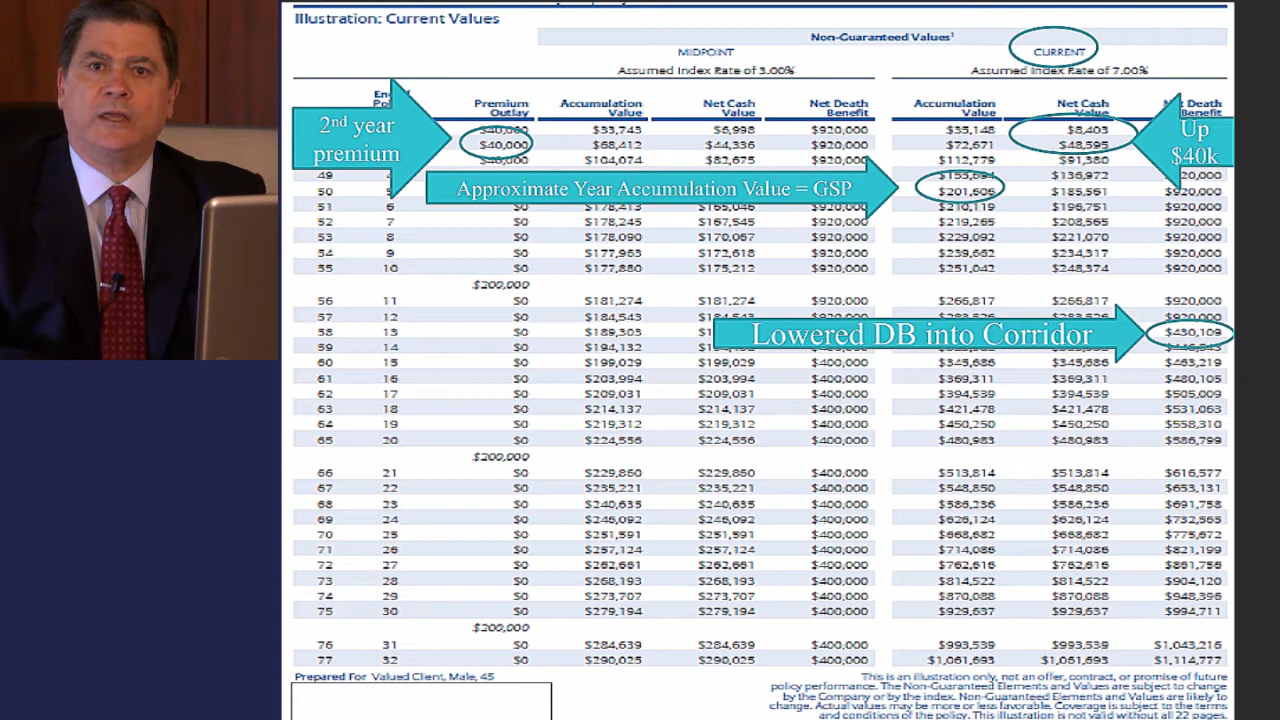 Illustration: Current Values
Non-Guaranteed Values¹
MIDPOINT CURRENT
Assumed Index Rate of 3.00% Assumed Index Rate of 7.00%
Premium Outlay Accumulation Value Net Cash Value Net Death Benefit Accumulation Value Net Cash Value Benefit
2nd year premium
Up $40k
$40,000 $33,743 $6,998 $920,000 $35,148 $8,403
$40,000 $68,412 $44,336 $920,000 $72,671 $48,595
$40,000 $104,074 $82,675 $920,000 $112,779 $91,380
49 $155,694 $136,972
Approximate Year Accumulation Value = GSP
50 5 $201,606 $185,561 $920,000
51 6 $0 $178,413 $165,046 $920,000 $210,119 $196,751 $920,000
52 7 $0 $178,245 $167,545 $920,000 $219,265 $208,565 $920,000
53 8 $0 $178,090 $170,067 $920,000 $229,092 $221,070 $920,000
54 9 $0 $177,963 $172,618 $920,000 $239,662 $234,317 $920,000
55 10 $0 $177,880 $175,212 $920,000 $251,042 $248,374 $920,000
$200,000
56 11 $0 $181,274 $181,274 $920,000 $266,817 $266,817 $920,000
57 12 $0 $920,000
Lowered DB into Corridor
58 13 $0 $189,303 $430,109
59 14 $0 $194,132
60 15 $0 $199,029 $199,029 $400,000 $345,686 $345,686 $463,219
61 16 $0 $203,994 $203,994 $400,000 $369,311 $369,311 $480,105
62 17 $0 $209,031 $209,031 $400,000 $394,539 $394,539 $505,009
63 18 $0 $214,137 $214,137 $400,000 $421,478 $421,478 $531,063
64 19 $0 $219,312 $219,312 $400,000 $450,250 $450,250 $558,310
65 20 $0 $224,556 $224,556 $400,000 $480,983 $480,983 $586,799
$200,000
66 21 $0 $229,860 $229,860 $400,000 $513,814 $513,814 $616,577
67 22 $0 $235,221 $235,221 $400,000 $548,850 $548,850 $653,131
68 23 $0 $240,635 $240,635 $400,000 $586,236 $586,236 $691,758
69 24 $0 $246,092 $246,092 $400,000 $626,124 $626,124 $732,565
70 25 $0 $251,591 $251,591 $400,000 $668,682 $668,682 $775,672
71 26 $0 $257,124 $257,124 $400,000 $714,086 $714,086 $821,199
72 27 $0 $262,661 $262,661 $400,000 $762,616 $762,616 $861,756
73 28 $0 $268,193 $268,193 $400,000 $814,522 $814,522 $904,120
74 29 $0 $273,707 $273,707 $400,000 $870,088 $870,088 $948,396
75 30 $0 $279,194 $279,194 $400,000 $929,637 $929,637 $994,711
$200,000
76 31 $0 $284,639 $284,639 $400,000 $993,539 $993,539 $1,043,216
77 32 $0 $290,025 $290,025 $400,000 $1,061,693 $1,061,693 $1,114,777
Prepared For Valued Client, Male, 45
This is an illustration only, not an offer, contract, or promise of future
policy performance. The Non-Guaranteed Elements and Values are subject to change
by the Company or by the index. Non-Guaranteed Elements and Values are likely to
change. Actual values may be more or less favorable. Coverage is subject to the terms
and conditions of the policy. This illustration is not valid without all 22 pages.